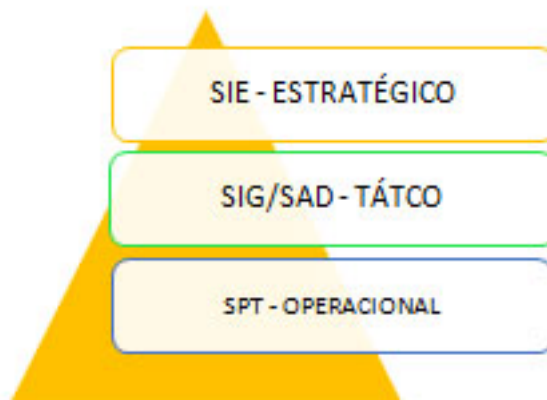 SIE - ESTRATÉGICO
SIG/SAD - TÁTCO
SPT - OPERACIONAL